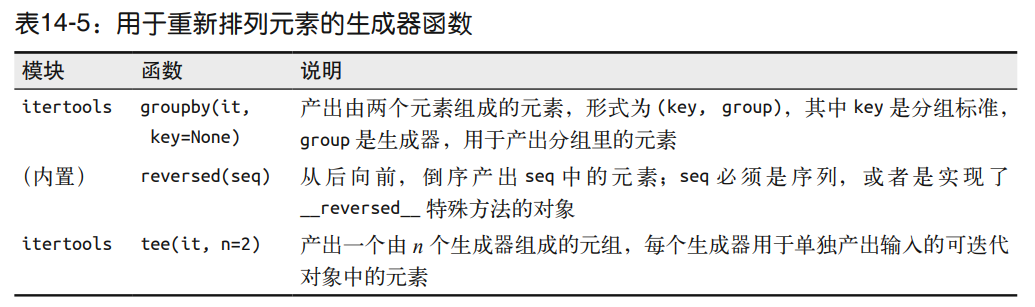 表14-5：用于重新排列元素的生成器函数
模块 函数 说明
itertools groupby(it, 产出由两个元素组成的元素，形式为 (key, group)，其中 key 是分组标准，
key=None) group 是生成器，用于产出分组里的元素
（内置） reversed(seq) 从后向前，倒序产出 seq 中的元素；seq 必须是序列，或者是实现了
__reversed__ 特殊方法的对象
itertools tee(it, n=2) 产出一个由 n 个生成器组成的元组，每个生成器用于单独产出输入的可迭代
对象中的元素